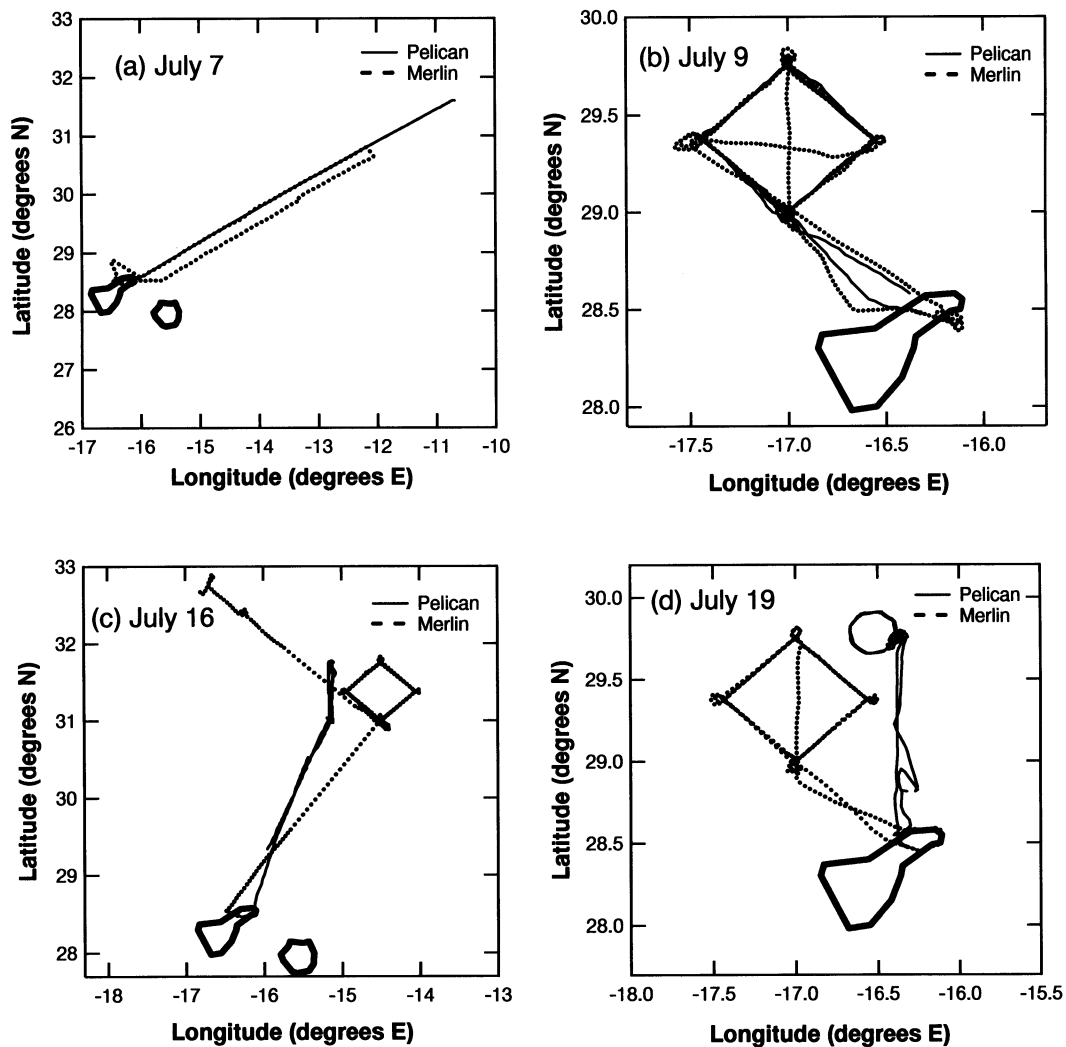 33
32
31
30
29
28
27
26
(a) July 7
Pelican
Merlin
-17 -16 -15 -14 -13 -12 -11 -10
Latitude (degrees N)
Longitude (degrees E)
30.0
29.5
29.0
28.5
28.0
(b) July 9
Pelican
Merlin
-17.5 -17.0 -16.5 -16.0
Latitude (degrees N)
Longitude (degrees E)
33
32
31
30
29
28
(c) July 16
Pelican
Merlin
-18 -17 -16 -15 -14 -13
Latitude (degrees N)
Longitude (degrees E)
30.0
29.5
29.0
28.5
28.0
(d) July 19
Pelican
Merlin
-18.0 -17.5 -17.0 -16.5 -16.0 -15.5
Latitude (degrees N)
Longitude (degrees E)